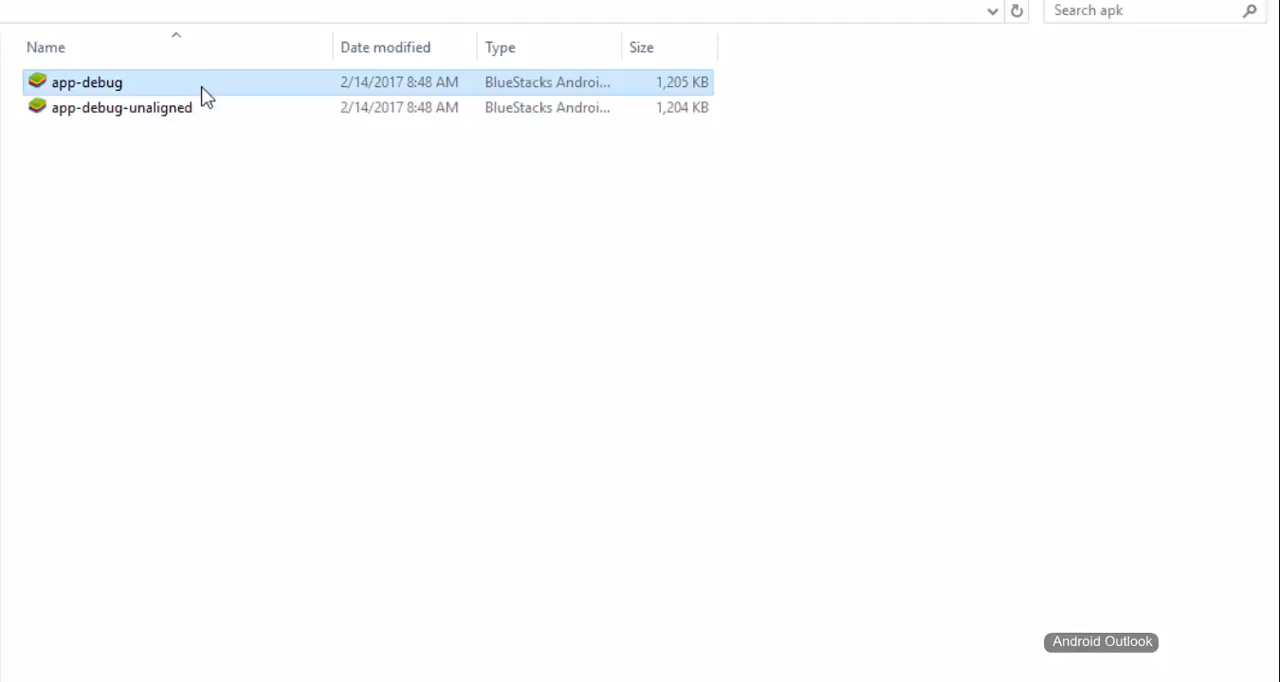 Search apk
Name Date modified Type Size
app-debug 2/14/2017 8:48 AM BlueStacks Androi... 1,205 KB
app-debug-unaligned 2/14/2017 8:48 AM BlueStacks Androi... 1,204 KB
Android Outlook